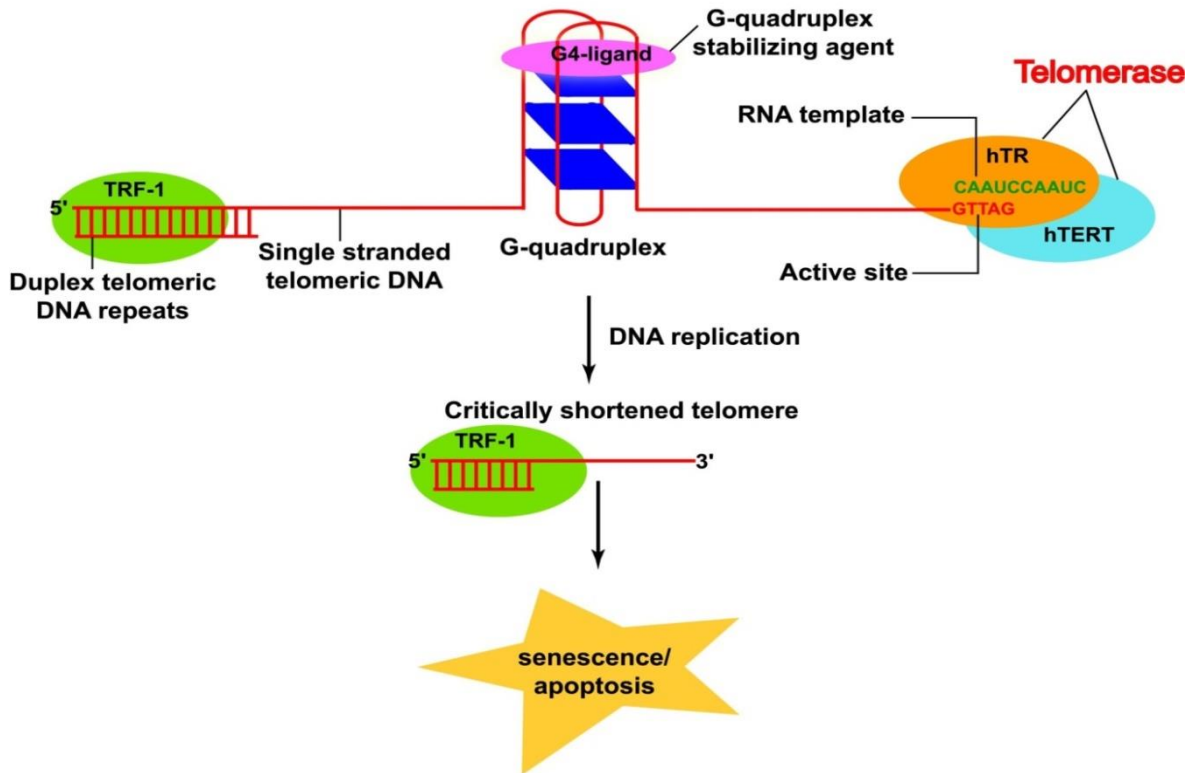 G-quadruplex
stabilizing agent
G4-ligand
Telomerase
RNA template
hTR
CAAUCCAAUC
GTTAG
hTERT
Active site
TRF-1
5'
Duplex telomeric
DNA repeats
Single stranded
telomeric DNA
G-quadruplex
DNA replication
Critically shortened telomere
TRF-1
5'
3'
senescence/
apoptosis